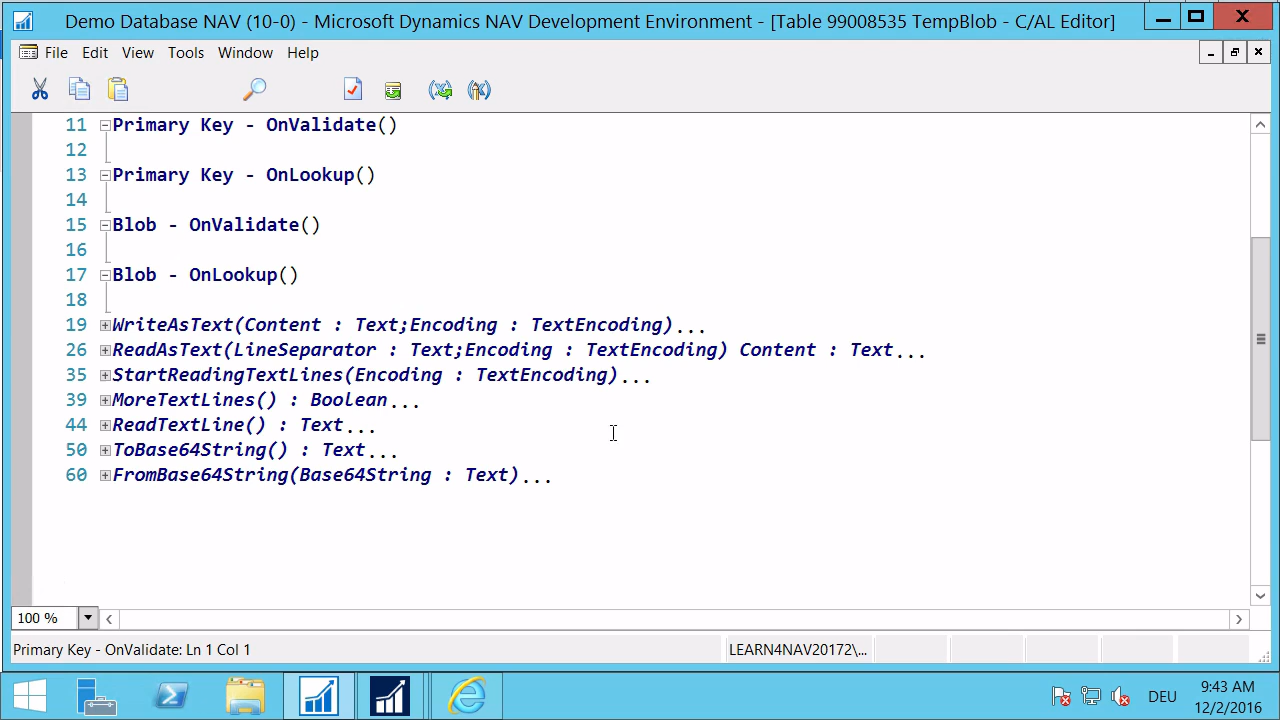 Demo Database NAV (10-0) - Microsoft Dynamics NAV Development Environment - [Table 99008535 TempBlob - C/AL Editor]
File Edit View Tools Window Help
11 Primary Key - OnValidate()
12
13 Primary Key - OnLookup()
14
15 Blob - OnValidate()
16
17 Blob - OnLookup()
18
19 WriteAsText(Content : Text;Encoding : TextEncoding)...
26 ReadAsText(LineSeparator : Text;Encoding : TextEncoding) Content : Text...
35 StartReadingTextLines(Encoding : TextEncoding)...
39 MoreTextLines() : Boolean...
44 ReadTextLine() : Text...
50 ToBase64String() : Text...
60 FromBase64String(Base64String : Text)...
100 %
Primary Key - OnValidate: Ln 1 Col 1 LEARN4NAV20172\...
DEU 9:43 AM
12/2/2016